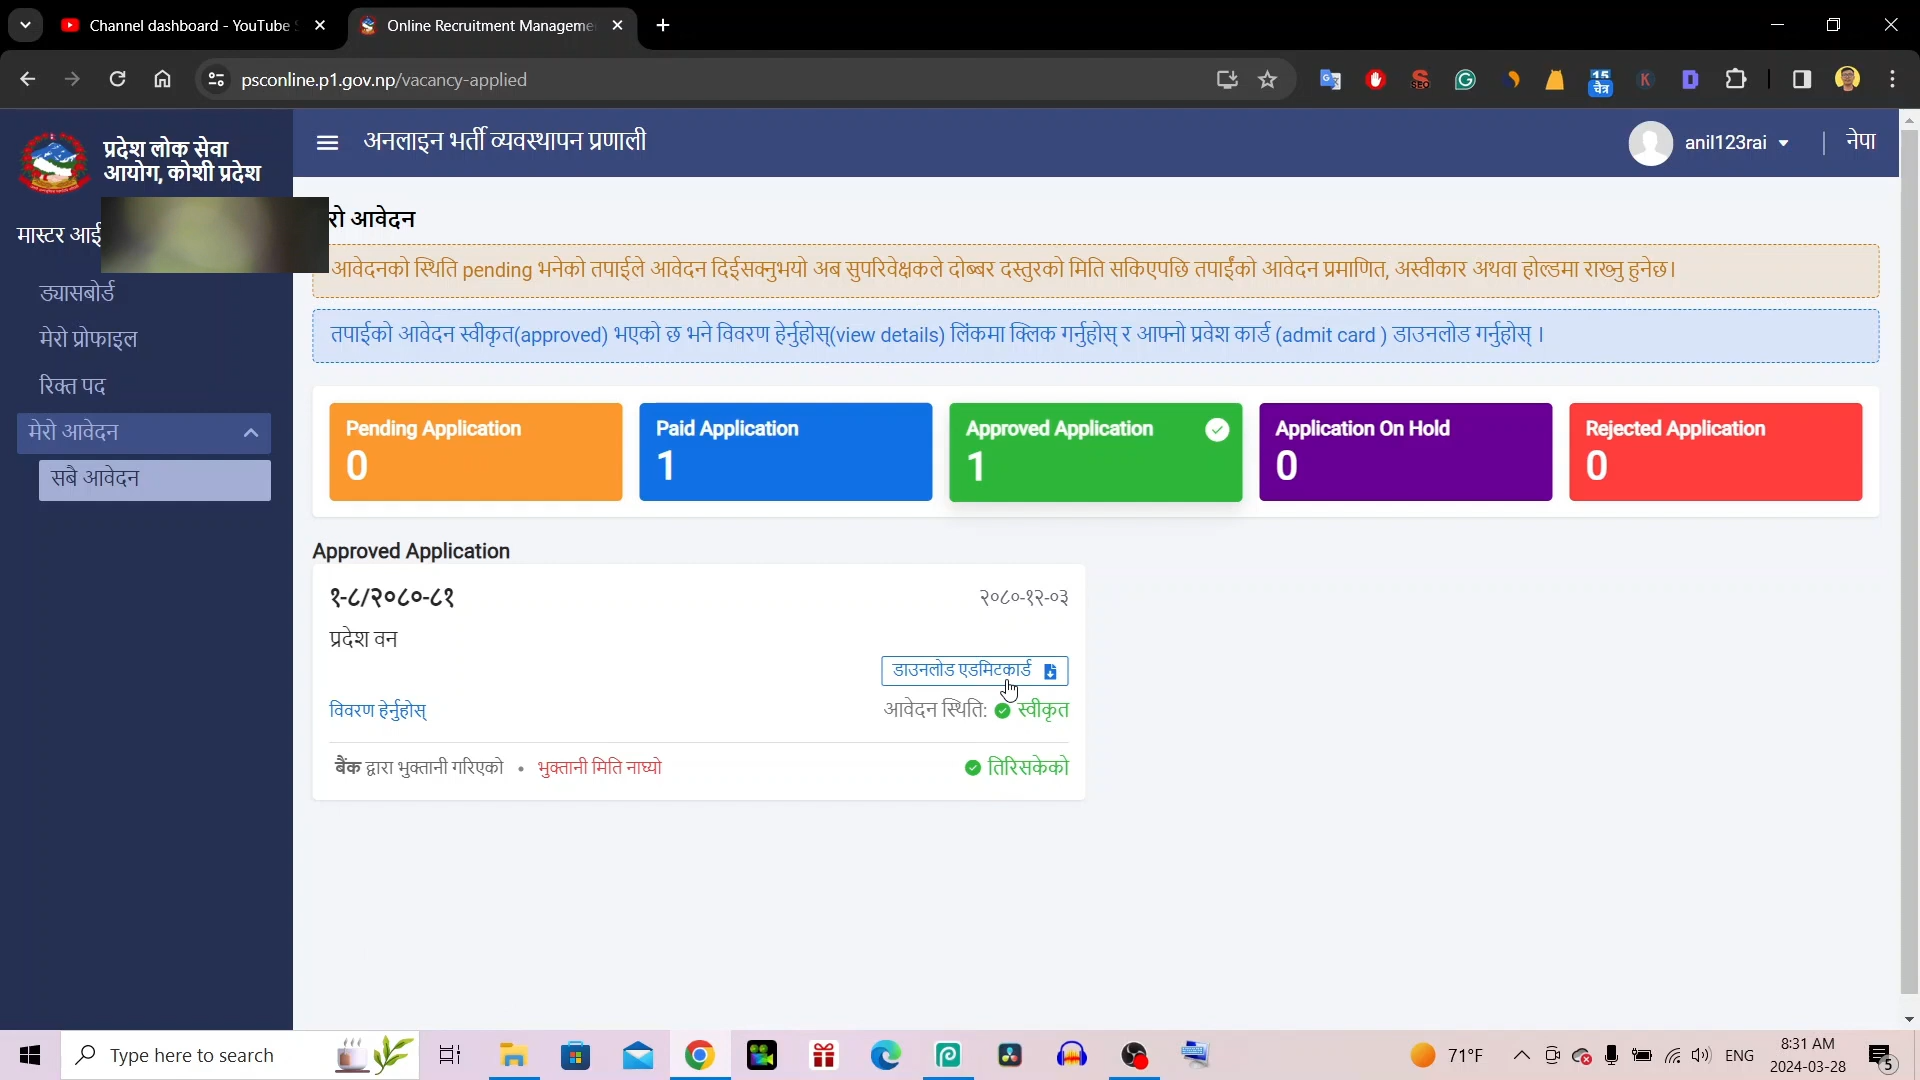 Channel dashboard - YouTube
Online Recruitment Manageme
psconline.p1.gov.np/vacancy-applied
प्रदेश लोक सेवा
आयोग, कोशी प्रदेश
अनलाइन भर्ती व्यवस्थापन प्रणाली
anil123rai
नेपा
मास्टर आई
रो आवेदन
ड्यासबोर्ड
मेरो प्रोफाइल
रिक्त पद
मेरो आवेदन
सबै आवेदन
आवेदनको स्थिति pending भनेको तपाईले आवेदन दिईसक्नुभयो अब सुपरिवेक्षकले दोब्बर दस्तुरको मिति सकिएपछि तपाईंको आवेदन प्रमाणित, अस्वीकार अथवा होल्डमा राख्नु हुनेछ।
तपाईको आवेदन स्वीकृत(approved) भएको छ भने विवरण हेर्नुहोस्(view details) लिंकमा क्लिक गर्नुहोस् र आफ्नो प्रवेश कार्ड (admit card ) डाउनलोड गर्नुहोस् ।
Pending Application
0
Paid Application
1
Approved Application
1
Application On Hold
0
Rejected Application
0
Approved Application
१-८/२०८०-८१
२०८०-१२-०३
प्रदेश वन
डाउनलोड एडमिटकार्ड
विवरण हेर्नुहोस्
आवेदन स्थिति: स्वीकृत
बैंक द्वारा भुक्तानी गरिएको • भुक्तानी मिति नाघ्यो
तिरिसकेको
Type here to search
71°F
ENG
8:31 AM
2024-03-28
5
15
चैत्र
SEO
K